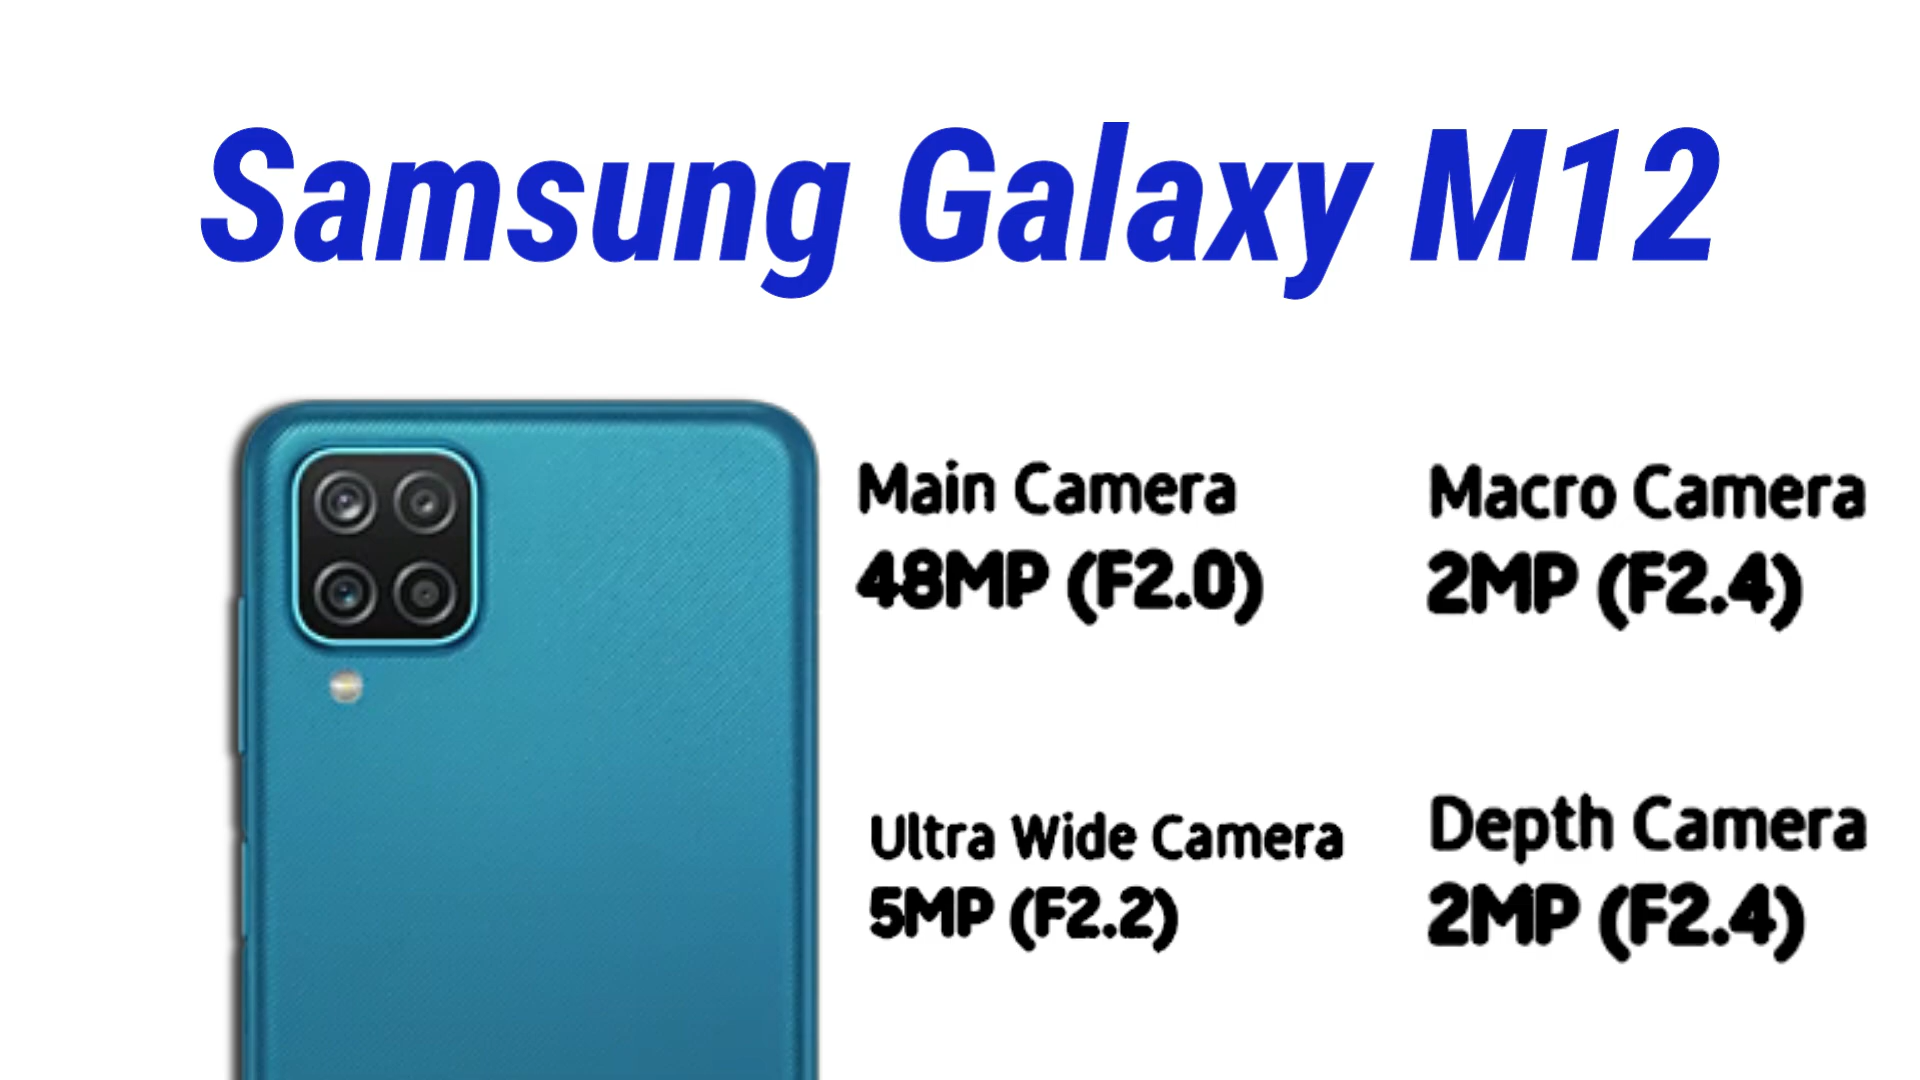 Samsung Galaxy M12
Main Camera
48MP (F2.0)
Macro Camera
2MP (F2.4)
Ultra Wide Camera
5MP (F2.2)
Depth Camera
2MP (F2.4)